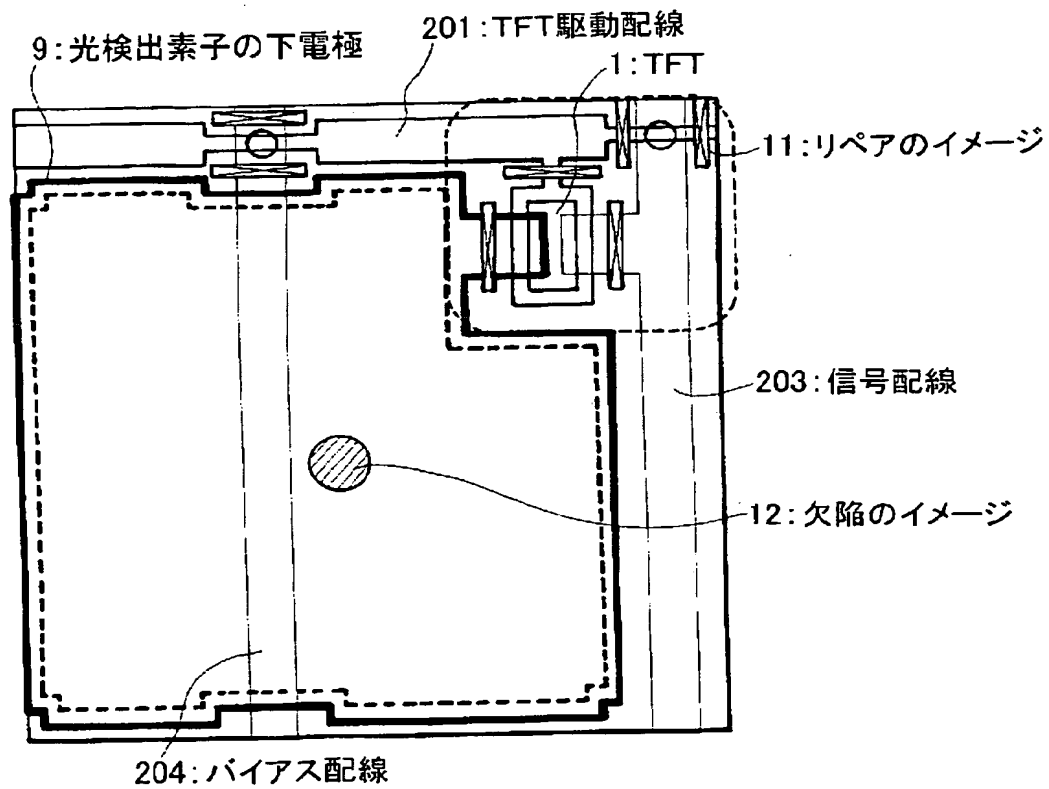 201:TFT駆動配線
9:光検出素子の下電極
1:TFT
11:リペアのイメージ
203:信号配線
12:欠陥のイメージ
204:バイアス配線